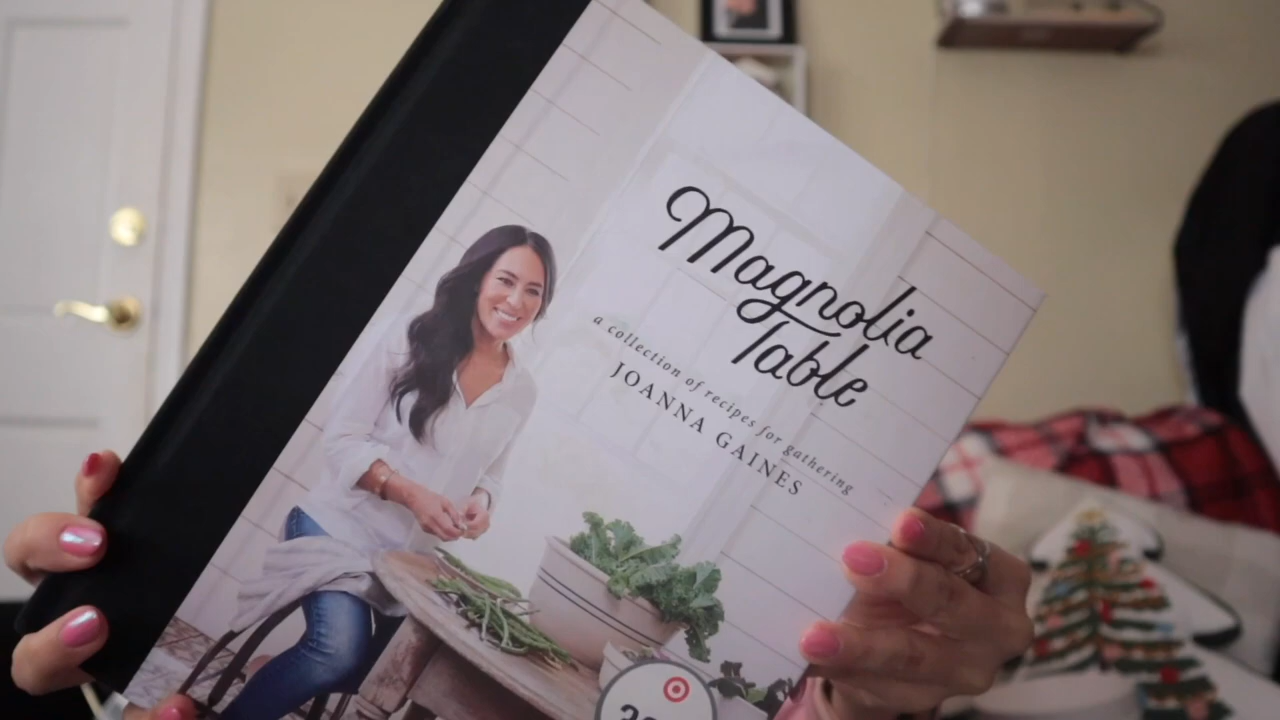 Magnolia
Table
a collection of recipes for gathering
JOANNA GAINES